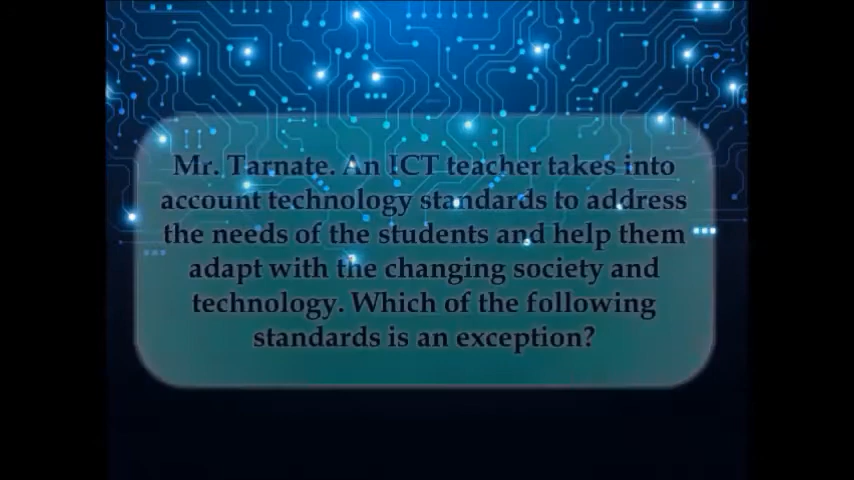 Mr. Tarnate. An ICT teacher takes into
account technology standards to address
the needs of the students and help them
adapt with the changing society and
technology. Which of the following
standards is an exception?